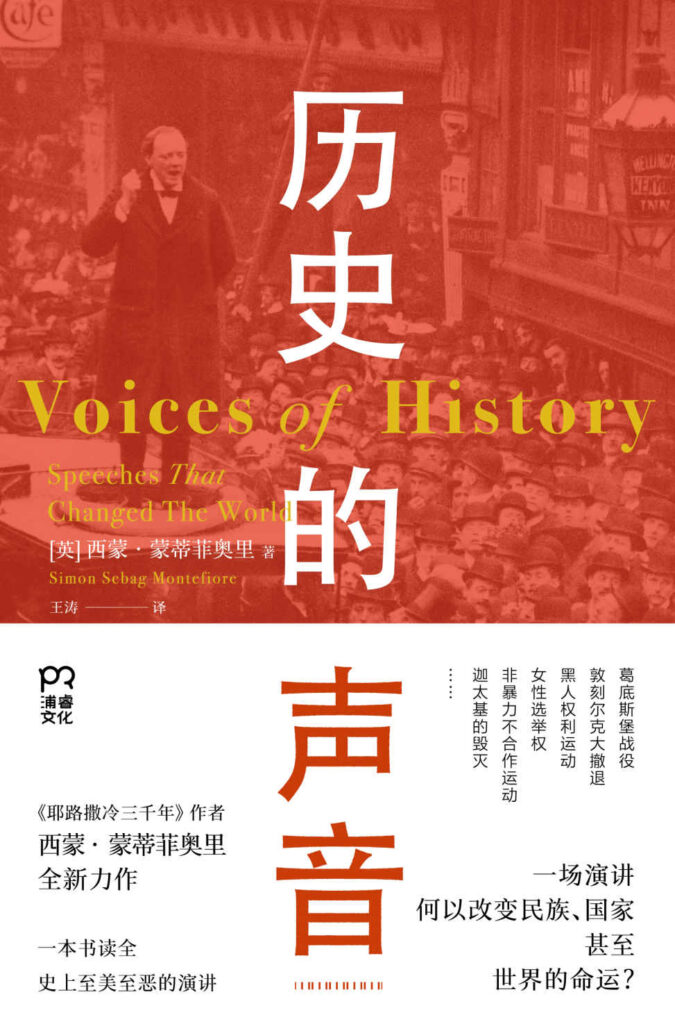 Cafe
WELLINGTON
INN
历史的声音
Voices of History
Speeches That
Changed The World
[英]西蒙·蒙蒂菲奥里 著
Simon Sebag Montefiore
王涛 ——— 译
浦睿
文化
葛底斯堡战役
敦刻尔克大撤退
黑人权利运动
女性选举权
非暴力不合作运动
迦太基的毁灭
……
《耶路撒冷三千年》作者
西蒙·蒙蒂菲奥里
全新力作
一本书读全
史上至美至恶的演讲
一场演讲
何以改变民族、国家
甚至
世界的命运?